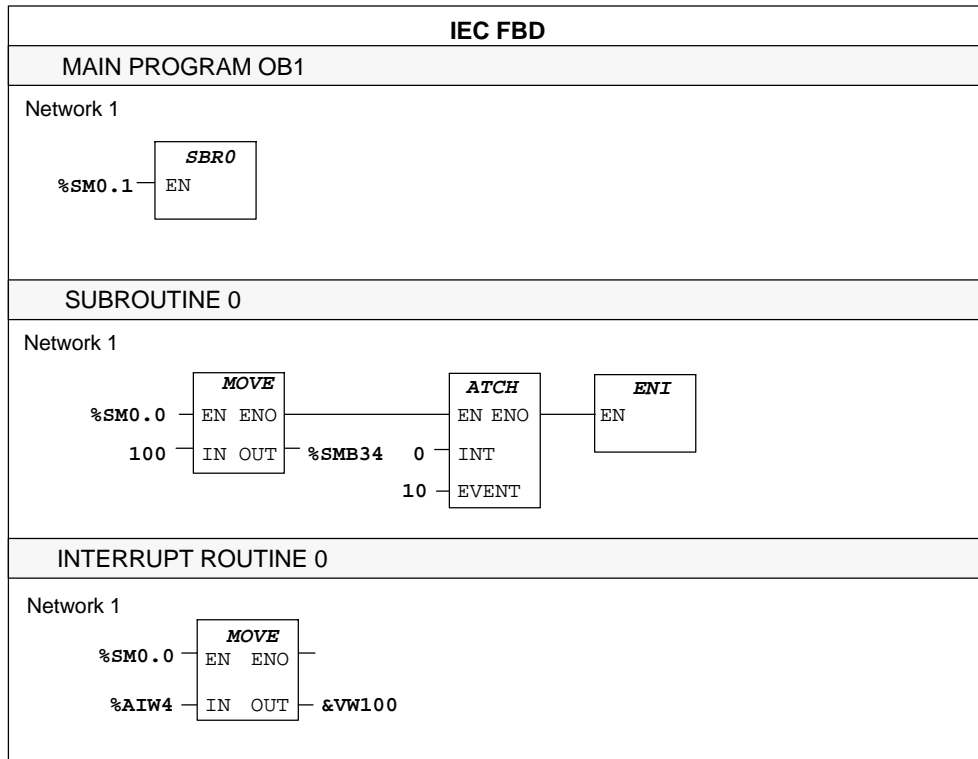 IEC FBD
MAIN PROGRAM OB1
Network 1
SBR0
%SM0.1 EN
SUBROUTINE 0
Network 1
MOVE ATCH ENI
%SM0.0 EN ENO EN ENO EN
100 IN OUT %SMB34 0 INT
10 EVENT
INTERRUPT ROUTINE 0
Network 1
MOVE
%SM0.0 EN ENO
%AIW4 IN OUT &VW100